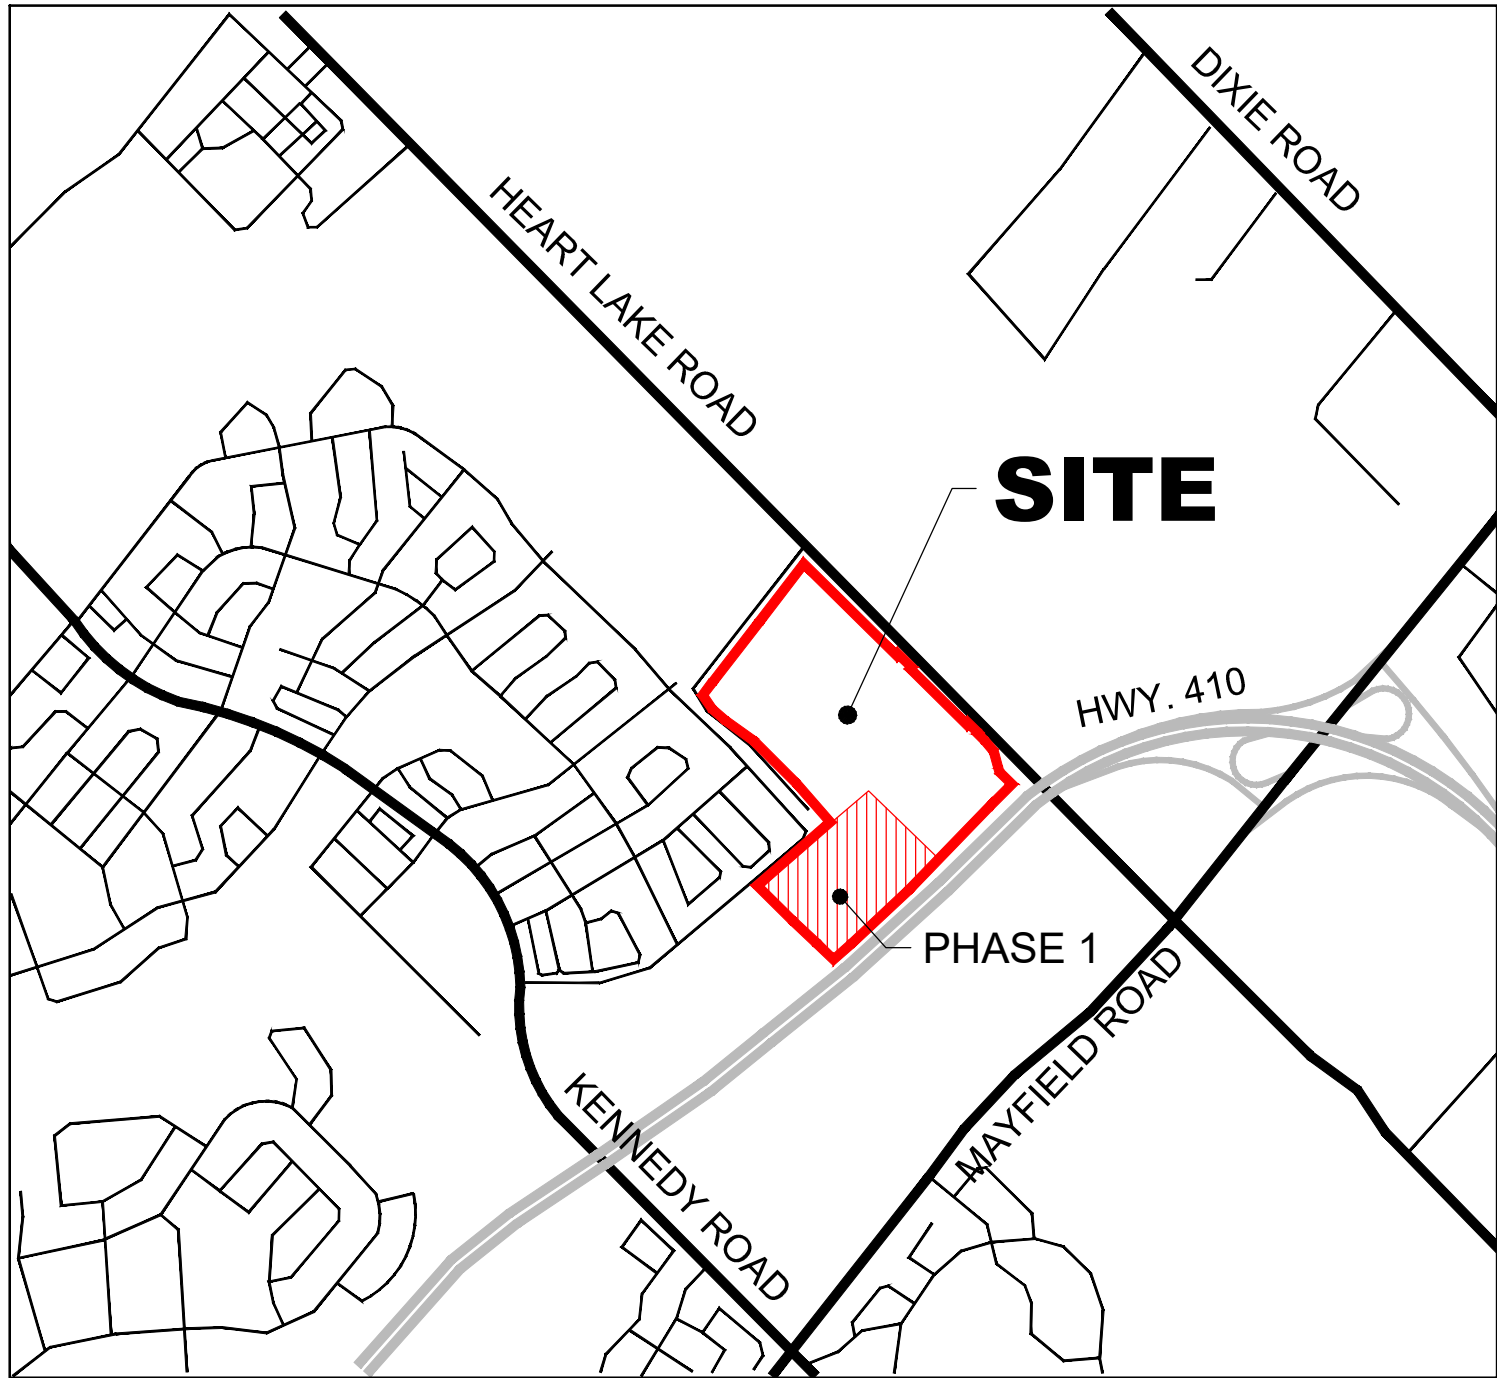 DIXIE ROAD
HEART LAKE ROAD
SITE
HWY. 410
PHASE 1
MAYFIELD ROAD
KENNEDY ROAD